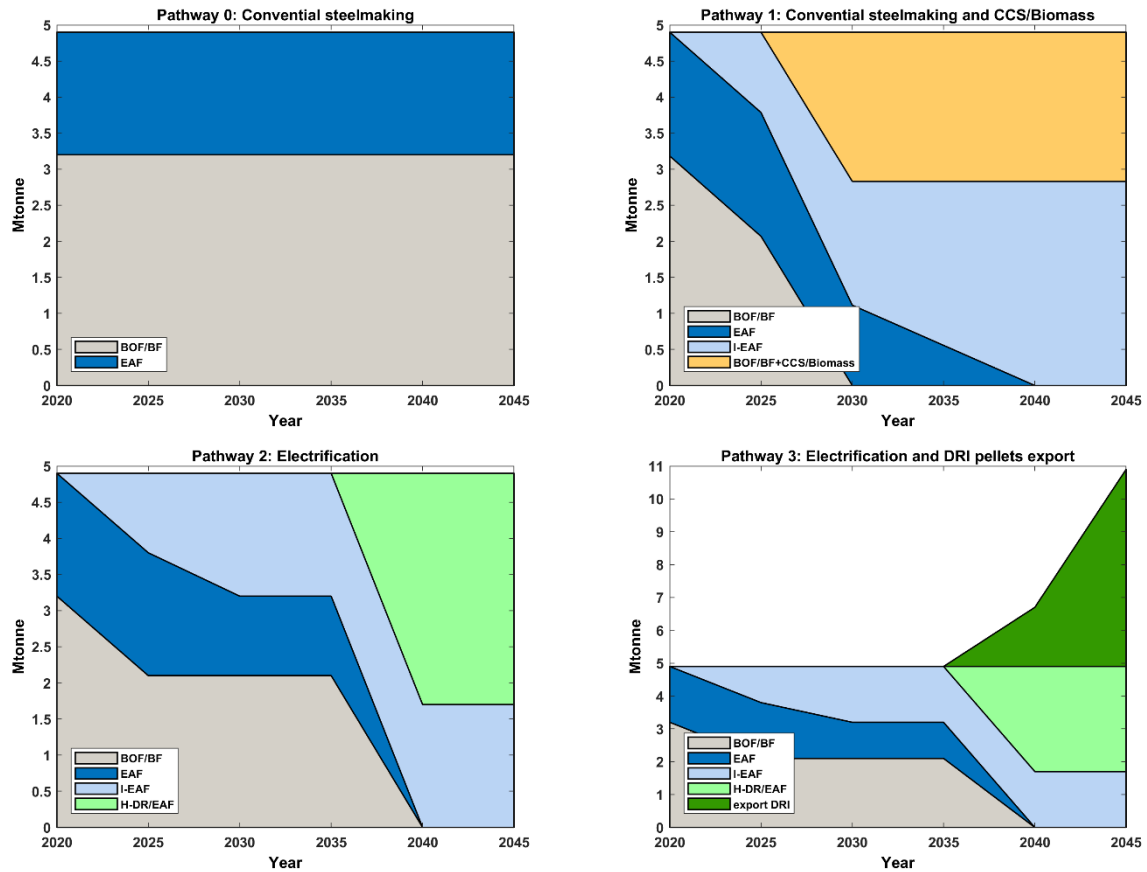 Pathway 0: Convential steelmaking
5
4.5
4
3.5
3
2.5
2
1.5
1
0.5
0
Mtonne
BOF/BF
EAF
2020 2025 2030 2035 2040 2045
Year
Pathway 1: Convential steelmaking and CCS/Biomass
5
4.5
4
3.5
3
2.5
2
1.5
1
0.5
0
Mtonne
BOF/BF
EAF
I-EAF
BOF/BF+CCS/Biomass
2020 2025 2030 2035 2040 2045
Year
Pathway 2: Electrification
5
4.5
4
3.5
3
2.5
2
1.5
1
0.5
0
Mtonne
BOF/BF
EAF
I-EAF
H-DR/EAF
2020 2025 2030 2035 2040 2045
Year
Pathway 3: Electrification and DRI pellets export
11
10
9
8
7
6
5
4
3
2
1
0
Mtonne
BOF/BF
EAF
I-EAF
H-DR/EAF
export DRI
2020 2025 2030 2035 2040 2045
Year